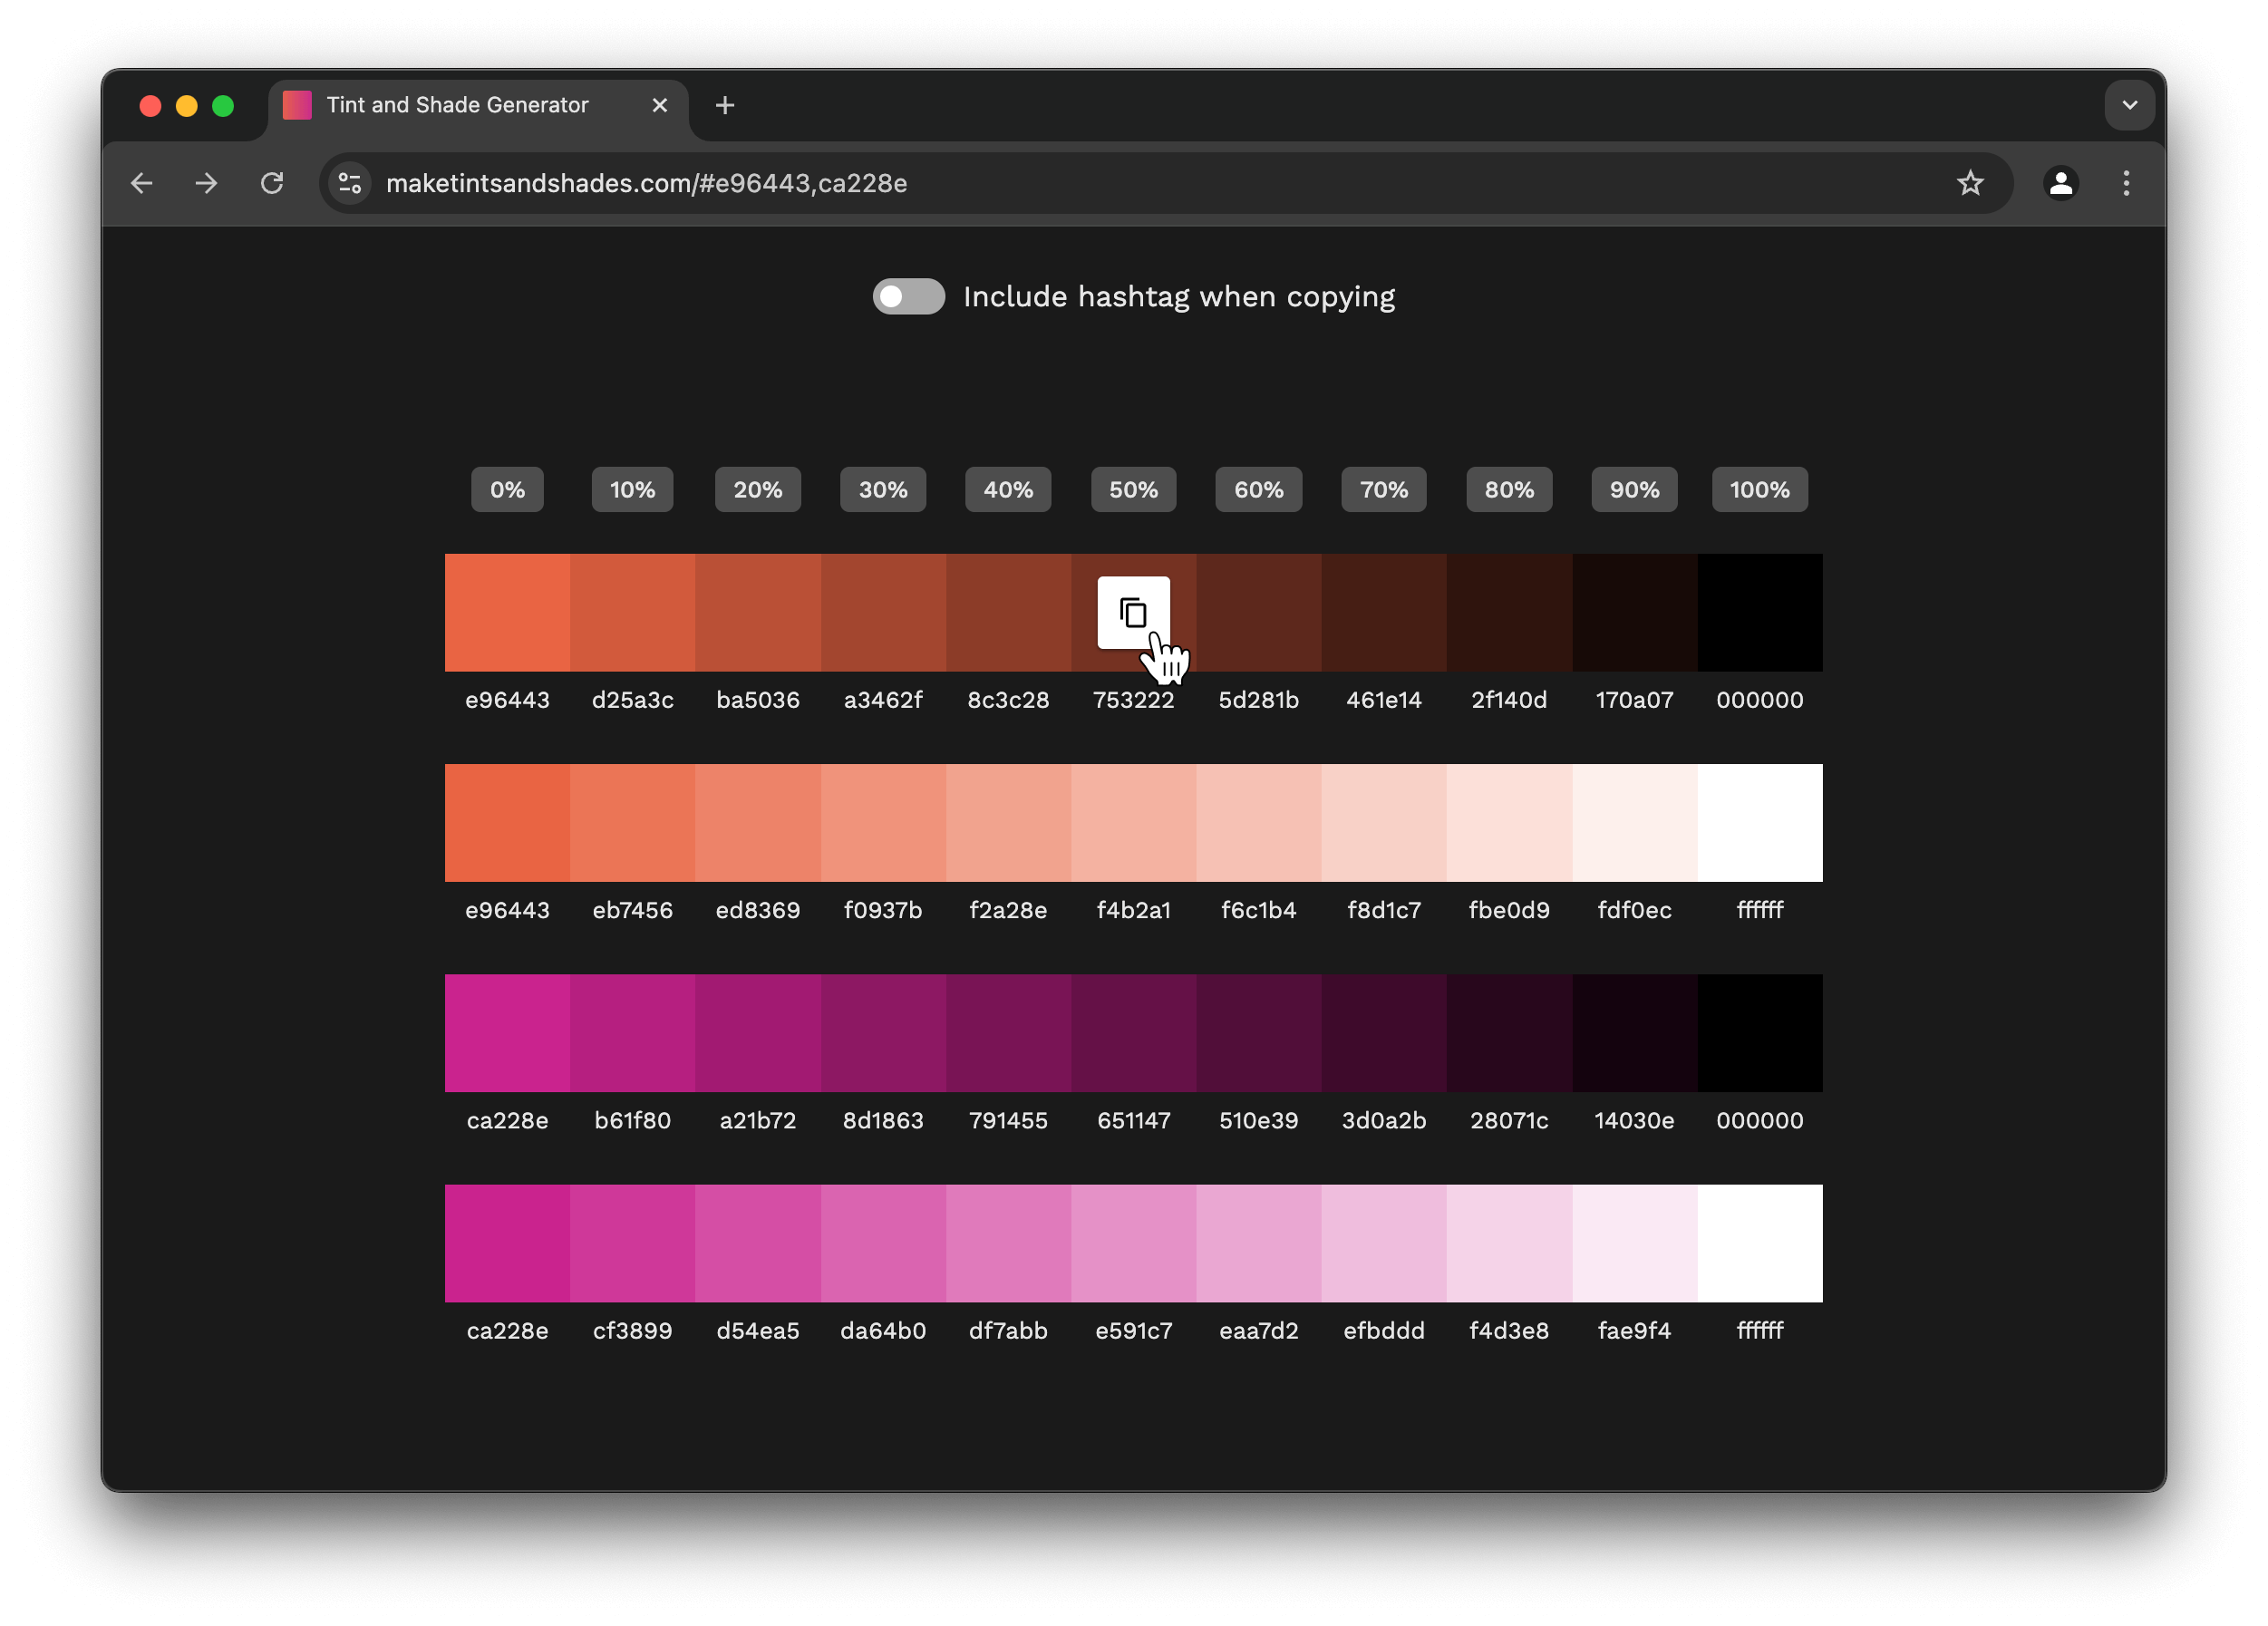 Tint and Shade Generator
maketintsandshades.com/#e96443,ca228e
Include hashtag when copying
0% 10% 20% 30% 40% 50% 60% 70% 80% 90% 100%
e96443 d25a3c ba5036 a3462f 8c3c28 753222 5d281b 461e14 2f140d 170a07 000000
e96443 eb7456 ed8369 f0937b f2a28e f4b2a1 f6c1b4 f8d1c7 fbe0d9 fdf0ec ffffff
ca228e b61f80 a21b72 8d1863 791455 651147 510e39 3d0a2b 28071c 14030e 000000
ca228e cf3899 d54ea5 da64b0 df7abb e591c7 eaa7d2 efbddd f4d3e8 fae9f4 ffffff